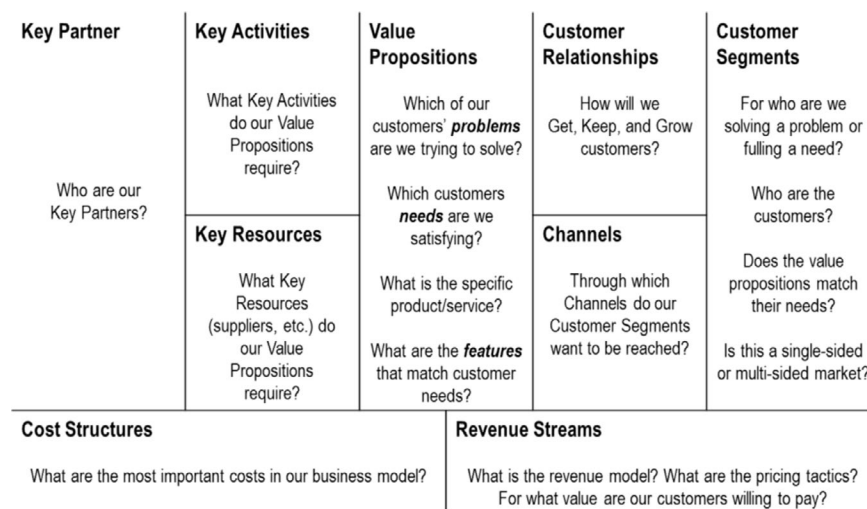 Key Partner
Who are our
Key Partners?
Key Activities
What Key Activities
do our Value
Propositions
require?
Key Resources
What Key
Resources
(suppliers, etc.) do
our Value
Propositions
require?
Value
Propositions
Which of our
customers' problems
are we trying to solve?
Which customers
needs are we
satisfying?
What is the specific
product/service?
What are the features
that match customer
needs?
Customer
Relationships
How will we
Get, Keep, and Grow
customers?
Channels
Through which
Channels do our
Customer Segments
want to be reached?
Customer
Segments
For who are we
solving a problem or
fulling a need?
Who are the
customers?
Does the value
propositions match
their needs?
Is this a single-sided
or multi-sided market?
Cost Structures
What are the most important costs in our business model?
Revenue Streams
What is the revenue model? What are the pricing tactics?
For what value are our customers willing to pay?